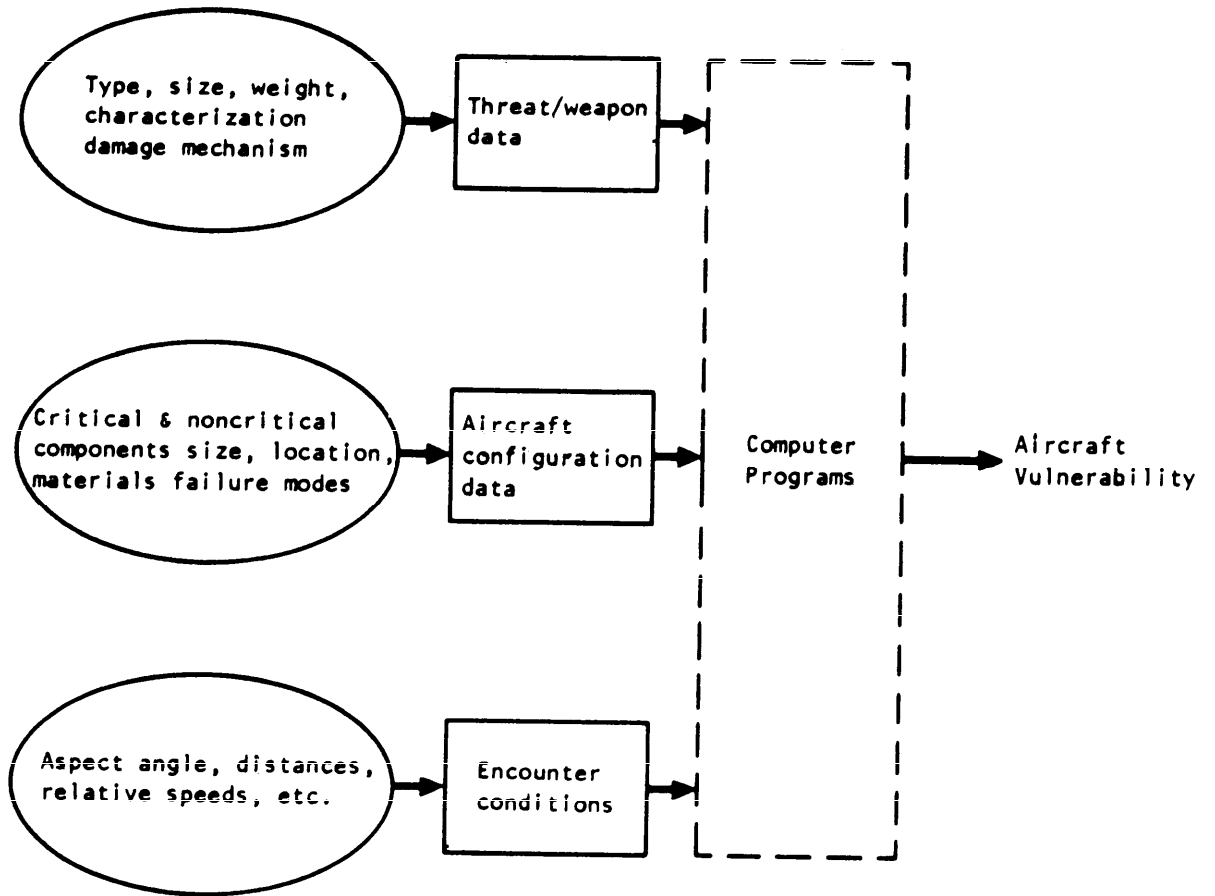 Type, size, weight,
characterization
damage mechanism
Threat/weapon
data
Critical & noncritical
components size, location,
materials failure modes
Aircraft
configuration
data
Computer
Programs
Aircraft
Vulnerability
Aspect angle, distances,
relative speeds, etc.
Encounter
conditions